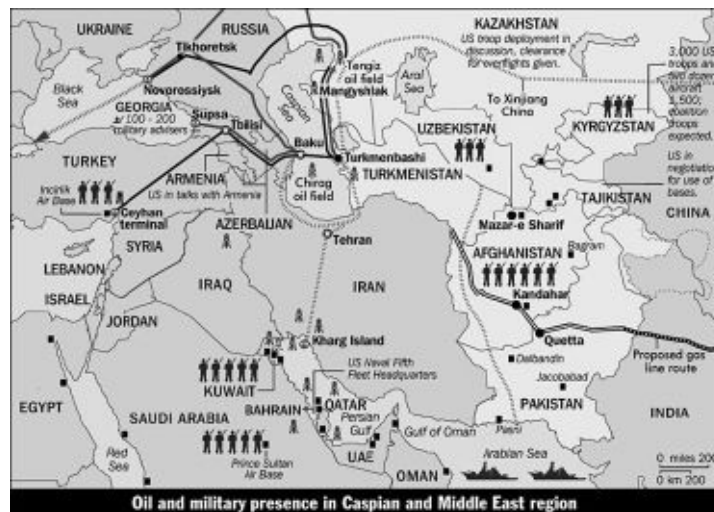 UKRAINE
RUSSIA
KAZAKHSTAN
US troop deployment in
discussion, clearance
for overflights given.
Tikhoretsk
Tengiz
oil field
Mangyshlak
Aral
Sea
3,000 US
troops and
two dozen
aircraft
1,500
coalition
troops
expected.
Black
Sea
Novorossiysk
Caspian
Sea
To Xinjiang
China
GEORGIA
100 - 200
military advisers
Supsa
Tbilisi
UZBEKISTAN
KYRGYZSTAN
US in
negotiation
for use of
bases.
TURKEY
Baku
Turkmenbashi
TURKMENISTAN
ARMENIA
US in talks with Armenia
Chirag
oil field
TAJIKISTAN
CHINA
Incirlik
Air Base
Ceyhan
terminal
AZERBAIJAN
Nazar-e Sharif
SYRIA
Tehran
AFGHANISTAN
Bagram
LEBANON
ISRAEL
IRAQ
IRAN
Kandahar
JORDAN
Kharg Island
Quetta
Proposed gas
line route
KUWAIT
US Naval Fifth
Fleet Headquarters
Dalbandin
Jacobabad
EGYPT
SAUDI ARABIA
BAHRAIN
QATAR
Persian
Gulf
Gulf of Oman
Pasni
PAKISTAN
INDIA
Red
Sea
Prince Sultan
Air Base
UAE
OMAN
Arabian Sea
0 miles 200
0 km 200
Oil and military presence in Caspian and Middle East region